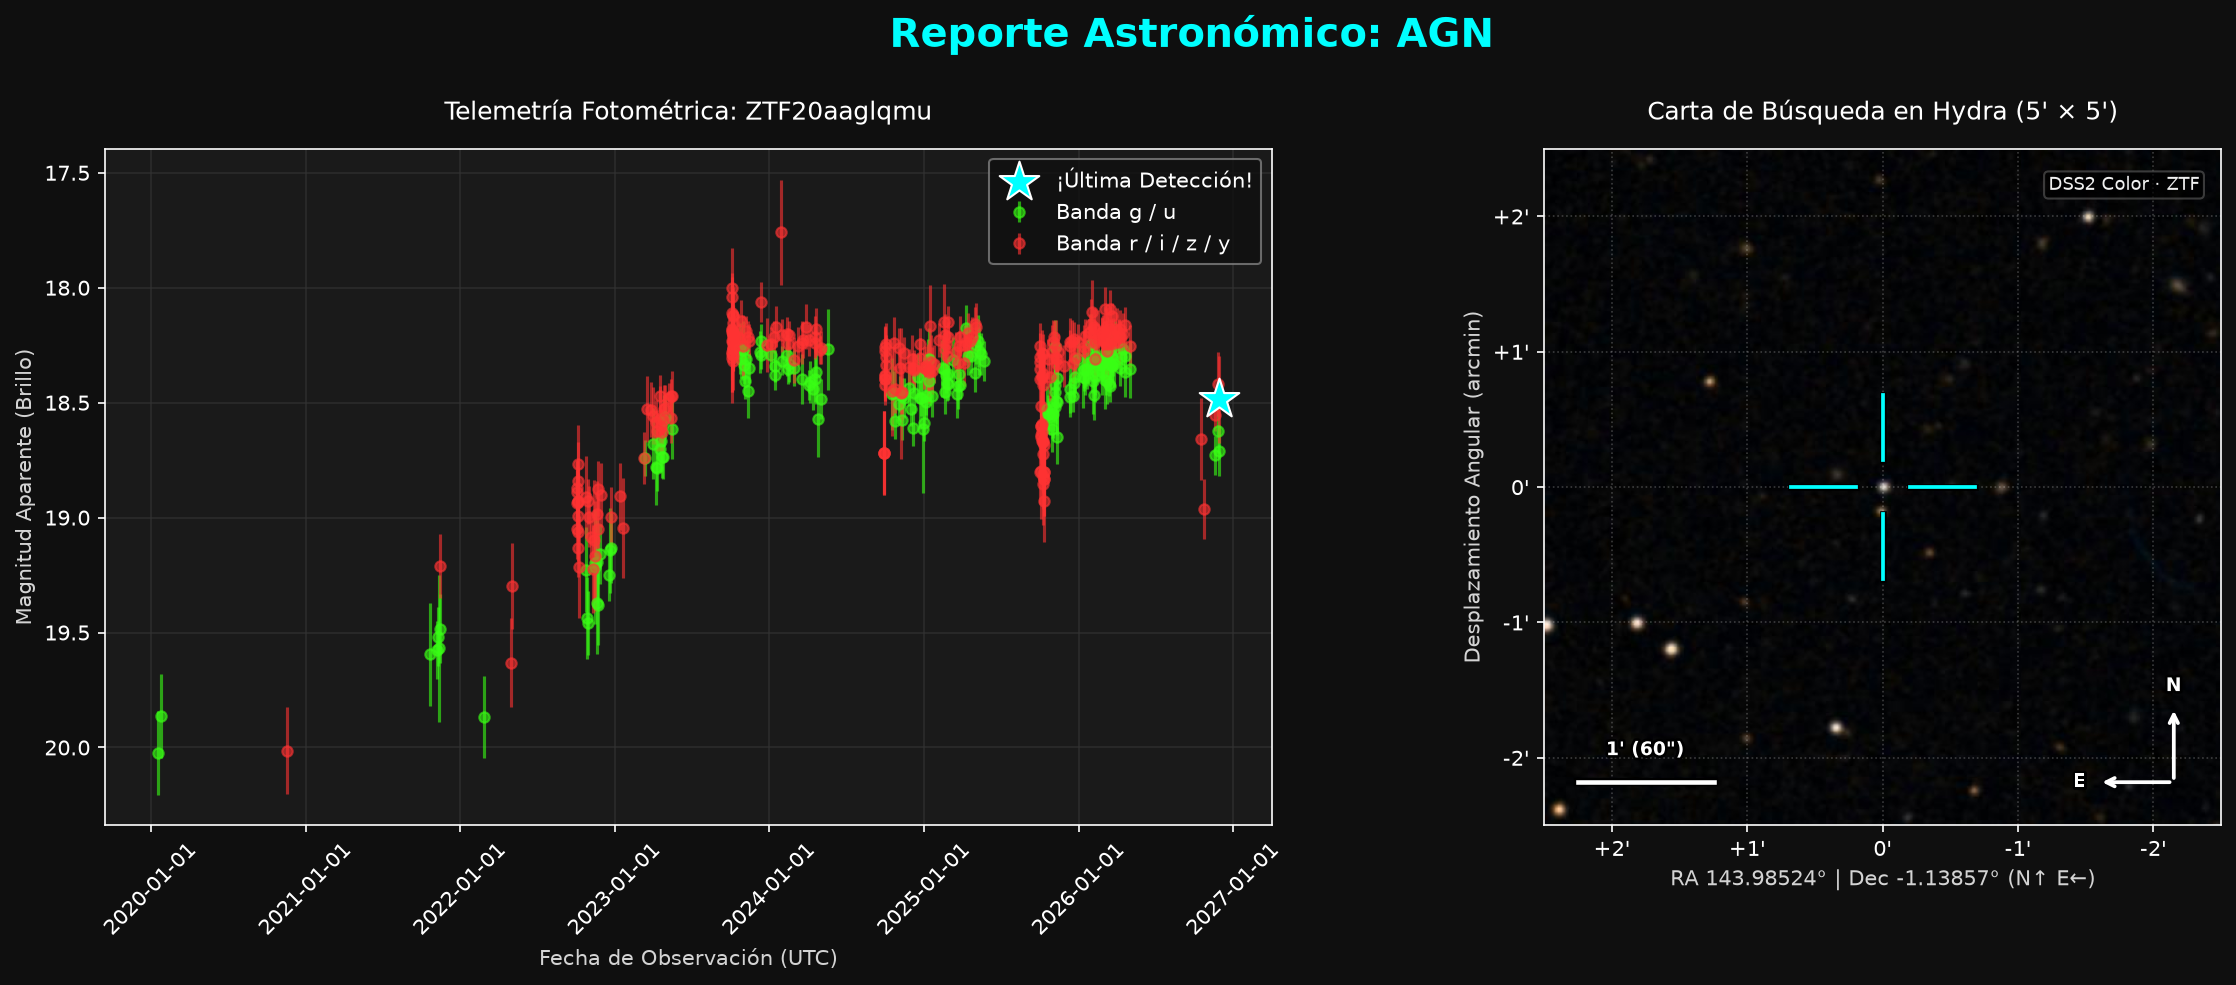 Reporte Astronómico: AGN
Telemetría Fotométrica: ZTF20aaglqmu
Magnitud Aparente (Brillo)
17.5
18.0
18.5
19.0
19.5
20.0
¡Última Detección!
Banda g / u
Banda r / i / z / y
2020-01-01
2021-01-01
2022-01-01
2023-01-01
2024-01-01
2025-01-01
2026-01-01
2027-01-01
Fecha de Observación (UTC)
Carta de Búsqueda en Hydra (5' × 5')
Desplazamiento Angular (arcmin)
+2'
+1'
0'
-1'
-2'
DSS2 Color · ZTF
N
E
1' (60")
+2'
+1'
0'
-1'
-2'
RA 143.98524° | Dec -1.13857° (N↑ E←)